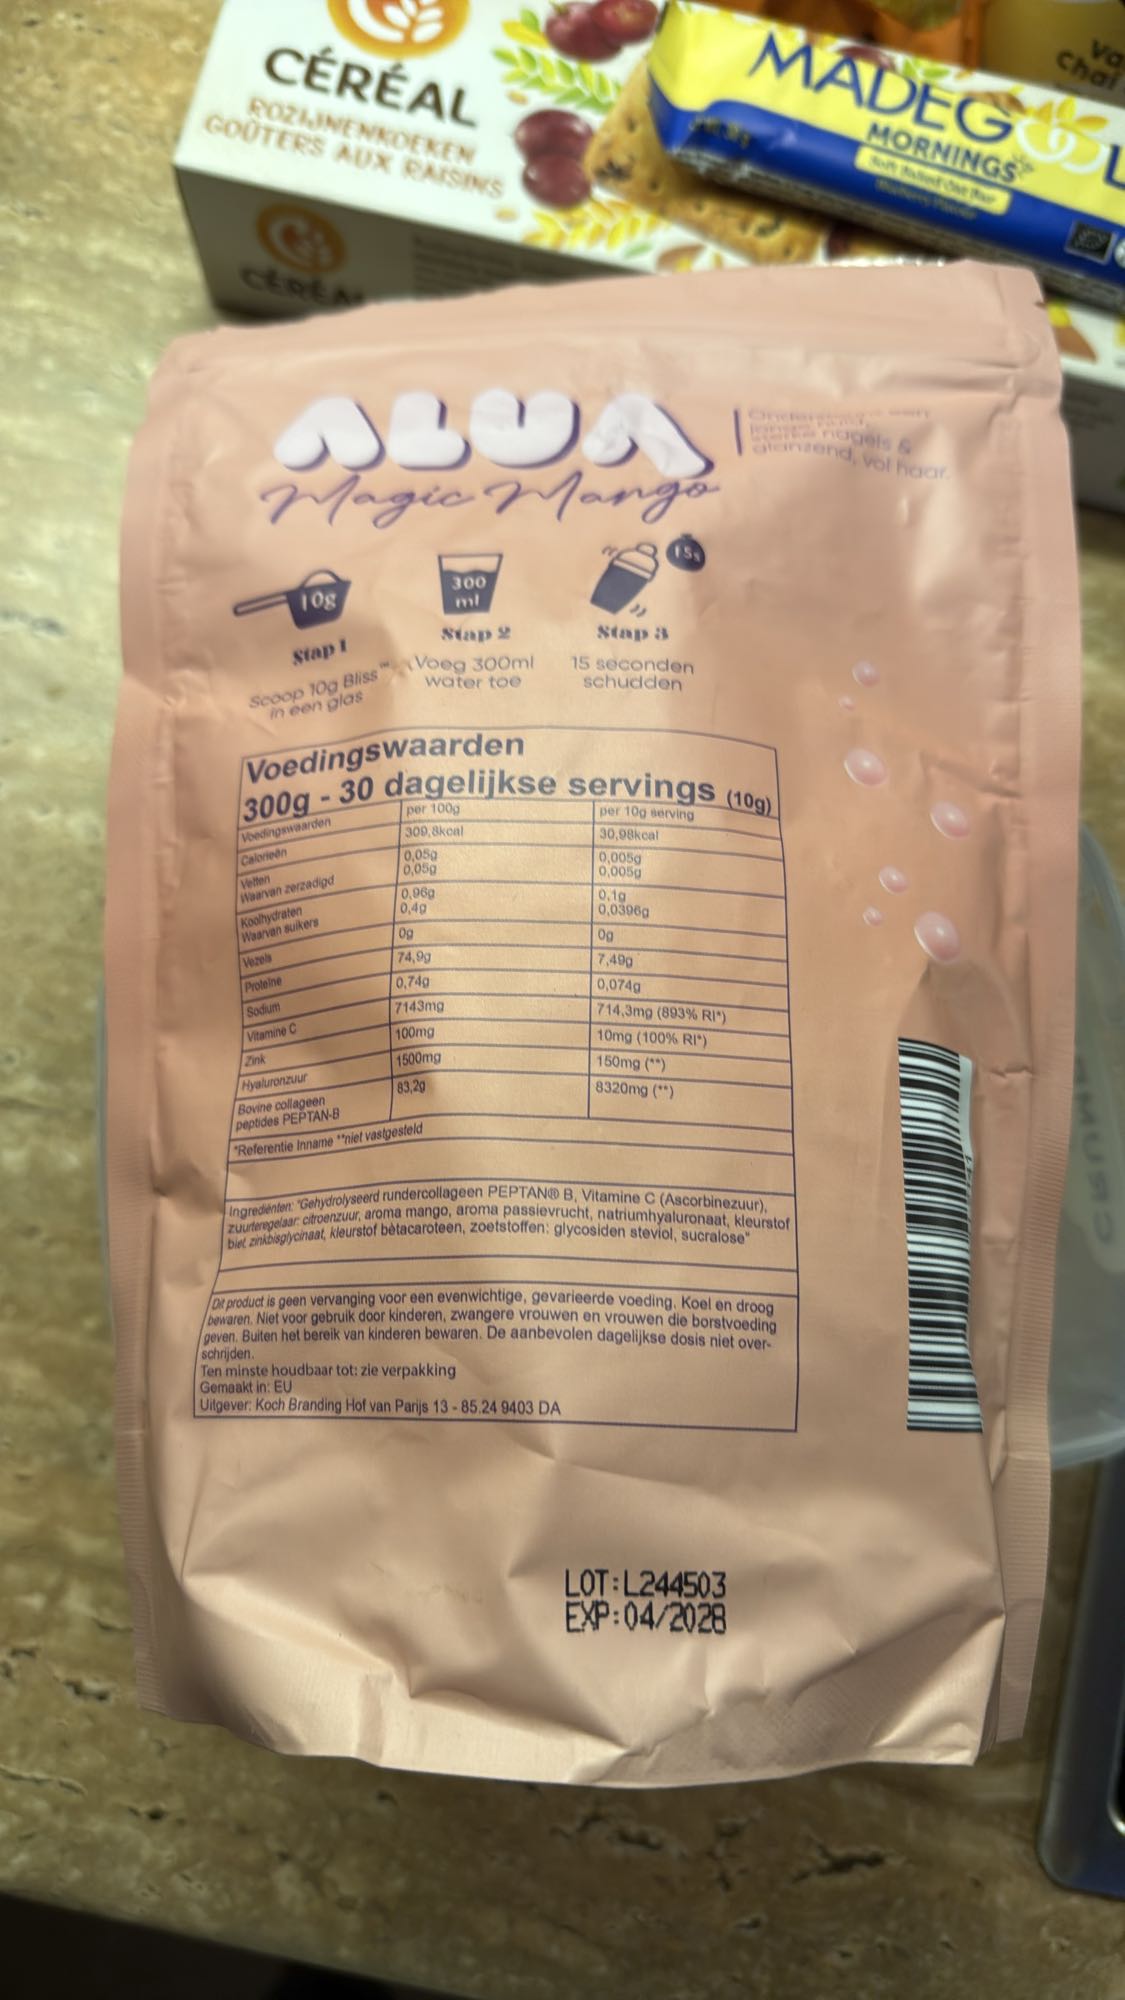 CÉRÉAL
ROZIJNENKOEKEN
GOÛTERS AUX RAISINS
CÉRÉAL
MADEG
L
MORNINGS
Va
chai
ALUA
Magic Mango
nagels &
glanzend, vol haar.
10g
300
ml
15s
Stap 1
Stap 2
Stap 3
Scoop 10g Bliss™
in een glas
Voeg 300ml
water toe
15 seconden
schudden
Voedingswaarden
300g - 30 dagelijkse servings (10g)
Voedingswaarden per 100g per 10g serving
Calorieën 309,8kcal 30,98kcal
Vetten 0,05g 0,005g
Waarvan zerzadigd 0,05g 0,005g
Koolhydraten 0,96g 0,1g
Waarvan suikers 0,4g 0,0396g
Vezels 0g 0g
Proteïne 74,9g 7,49g
Sodium 0,74g 0,074g
Vitamine C 7143mg 714,3mg (893% RI*)
Zink 100mg 10mg (100% RI*)
Hyaluronzuur 1500mg 150mg (**)
Bovine collageen 83,2g 8320mg (**)
peptides PEPTAN-B
*Referentie Inname **niet vastgesteld
Ingrediënten: "Gehydrolyseerd rundercollageen PEPTAN® B, Vitamine C (Ascorbinezuur),
zuurteregelaar: citroenzuur, aroma mango, aroma passievrucht, natriumhyaluronaat, kleurstof
biet, zinkbisglycinaat, kleurstof bètacaroteen, zoetstoffen: glycosiden steviol, sucralose"
Dit product is geen vervanging voor een evenwichtige, gevarieerde voeding. Koel en droog
bewaren. Niet voor gebruik door kinderen, zwangere vrouwen en vrouwen die borstvoeding
geven. Buiten het bereik van kinderen bewaren. De aanbevolen dagelijkse dosis niet over-
schrijden.
Ten minste houdbaar tot: zie verpakking
Gemaakt in: EU
Uitgever: Koch Branding Hof van Parijs 13 - 85.24 9403 DA
LOT:L244503
EXP:04/2028